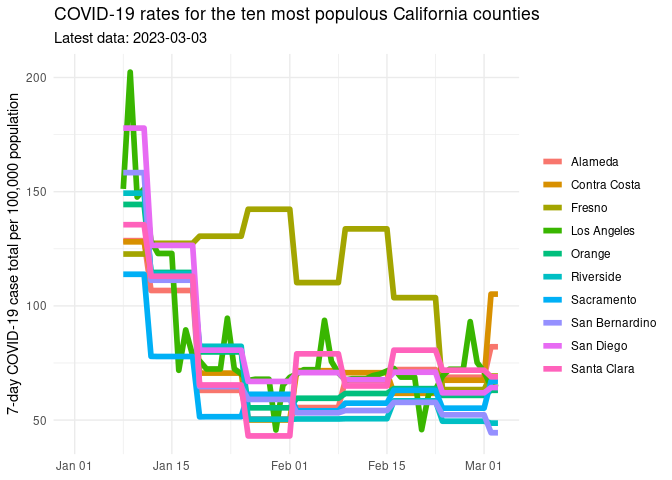 COVID-19 rates for the ten most populous California counties
Latest data: 2023-03-03
7-day COVID-19 case total per 100,000 population
200
150
100
50
Jan 01
Jan 15
Feb 01
Feb 15
Mar 01
Alameda
Contra Costa
Fresno
Los Angeles
Orange
Riverside
Sacramento
San Bernardino
San Diego
Santa Clara